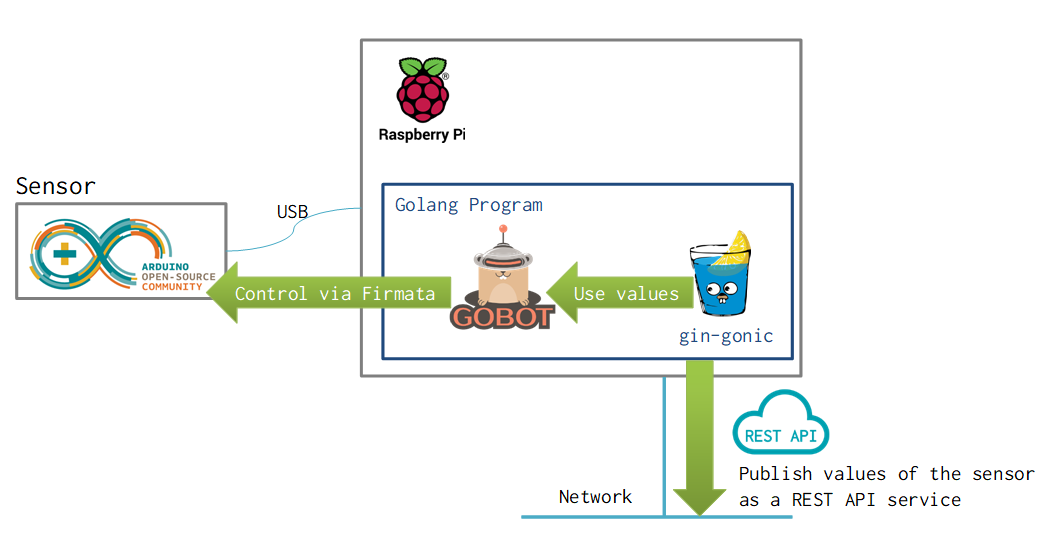 Raspberry Pi
®
Sensor
USB
Golang Program
ARDUINO
OPEN-SOURCE
COMMUNITY
Control via Firmata
GOBOT
Use values
gin-gonic
REST API
Publish values of the sensor
as a REST API service
Network